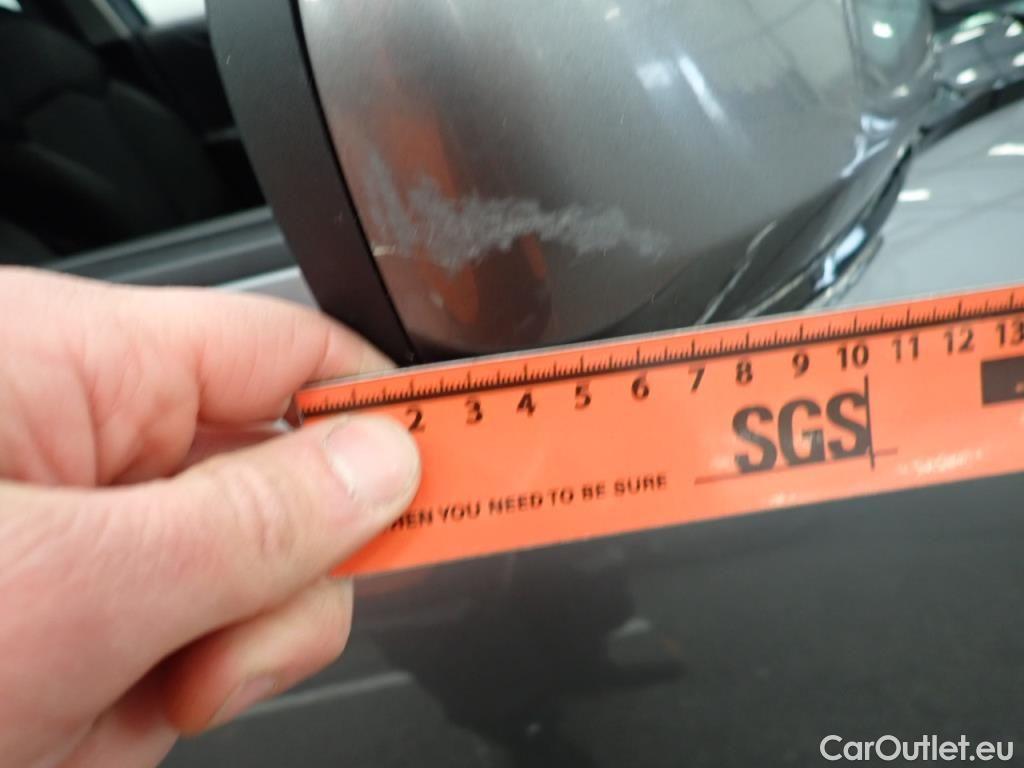 2 3 4 5 6 7 8 9 10 11 12 13
SGS
WHEN YOU NEED TO BE SURE
CarOutlet.eu